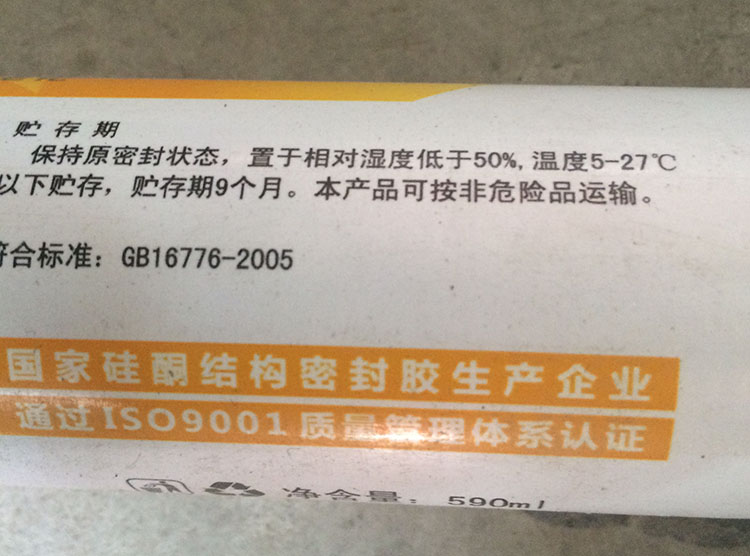 贮存期
保持原密封状态，置于相对湿度低于50%,温度5-27℃
以下贮存，贮存期9个月。本产品可按非危险品运输。
符合标准：GB16776-2005
国家硅酮结构密封胶生产企业
通过ISO9001质量管理体系认证
净含量：590ml